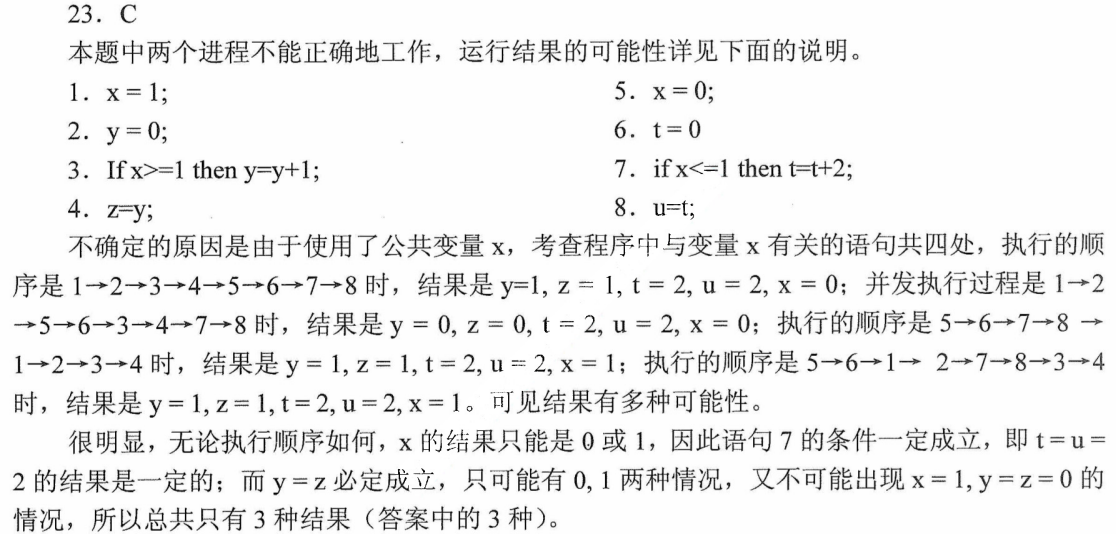 23．C
本题中两个进程不能正确地工作，运行结果的可能性详见下面的说明。
1．x = 1;
5．x = 0;
2．y = 0;
6．t = 0
3．If x>=1 then y=y+1;
7．if x<=1 then t=t+2;
4．z=y;
8．u=t;
不确定的原因是由于使用了公共变量 x，考查程序中与变量 x 有关的语句共四处，执行的顺
序是 1→2→3→4→5→6→7→8 时，结果是 y=1, z = 1, t = 2, u = 2, x = 0；并发执行过程是 1→2
→5→6→3→4→7→8 时，结果是 y = 0, z = 0, t = 2, u = 2, x = 0；执行的顺序是 5→6→7→8 →
1→2→3→4 时，结果是 y = 1, z = 1, t = 2, u = 2, x = 1；执行的顺序是 5→6→1→ 2→7→8→3→4
时，结果是 y = 1, z = 1, t = 2, u = 2, x = 1。可见结果有多种可能性。
很明显，无论执行顺序如何，x 的结果只能是 0 或 1，因此语句 7 的条件一定成立，即 t = u =
2 的结果是一定的；而 y = z 必定成立，只可能有 0, 1 两种情况，又不可能出现 x = 1, y = z = 0 的
情况，所以总共只有 3 种结果（答案中的 3 种）。